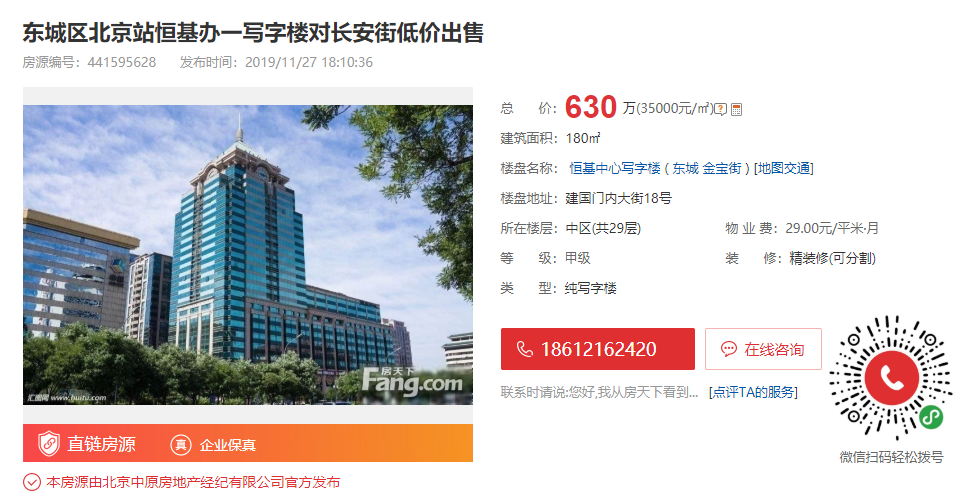 东城区北京站恒基办一写字楼对长安街低价出售
房源编号：441595628 发布时间：2019/11/27 18:10:36
总 价：630 万(35000元/㎡)
建筑面积：180㎡
楼盘名称：恒基中心写字楼 ( 东城 金宝街 ) [地图交通]
楼盘地址：建国门内大街18号
所在楼层：中区(共29层) 物 业 费：29.00元/平米·月
等 级：甲级 装 修：精装修(可分割)
类 型：纯写字楼
房天下
Fang.com
汇图网 www.huitu.com
18612162420 在线咨询
联系时请说:您好,我从房天下看到... [点评TA的服务]
直链房源 真 企业保真
微信扫码轻松拨号
本房源由北京中原房地产经纪有限公司官方发布